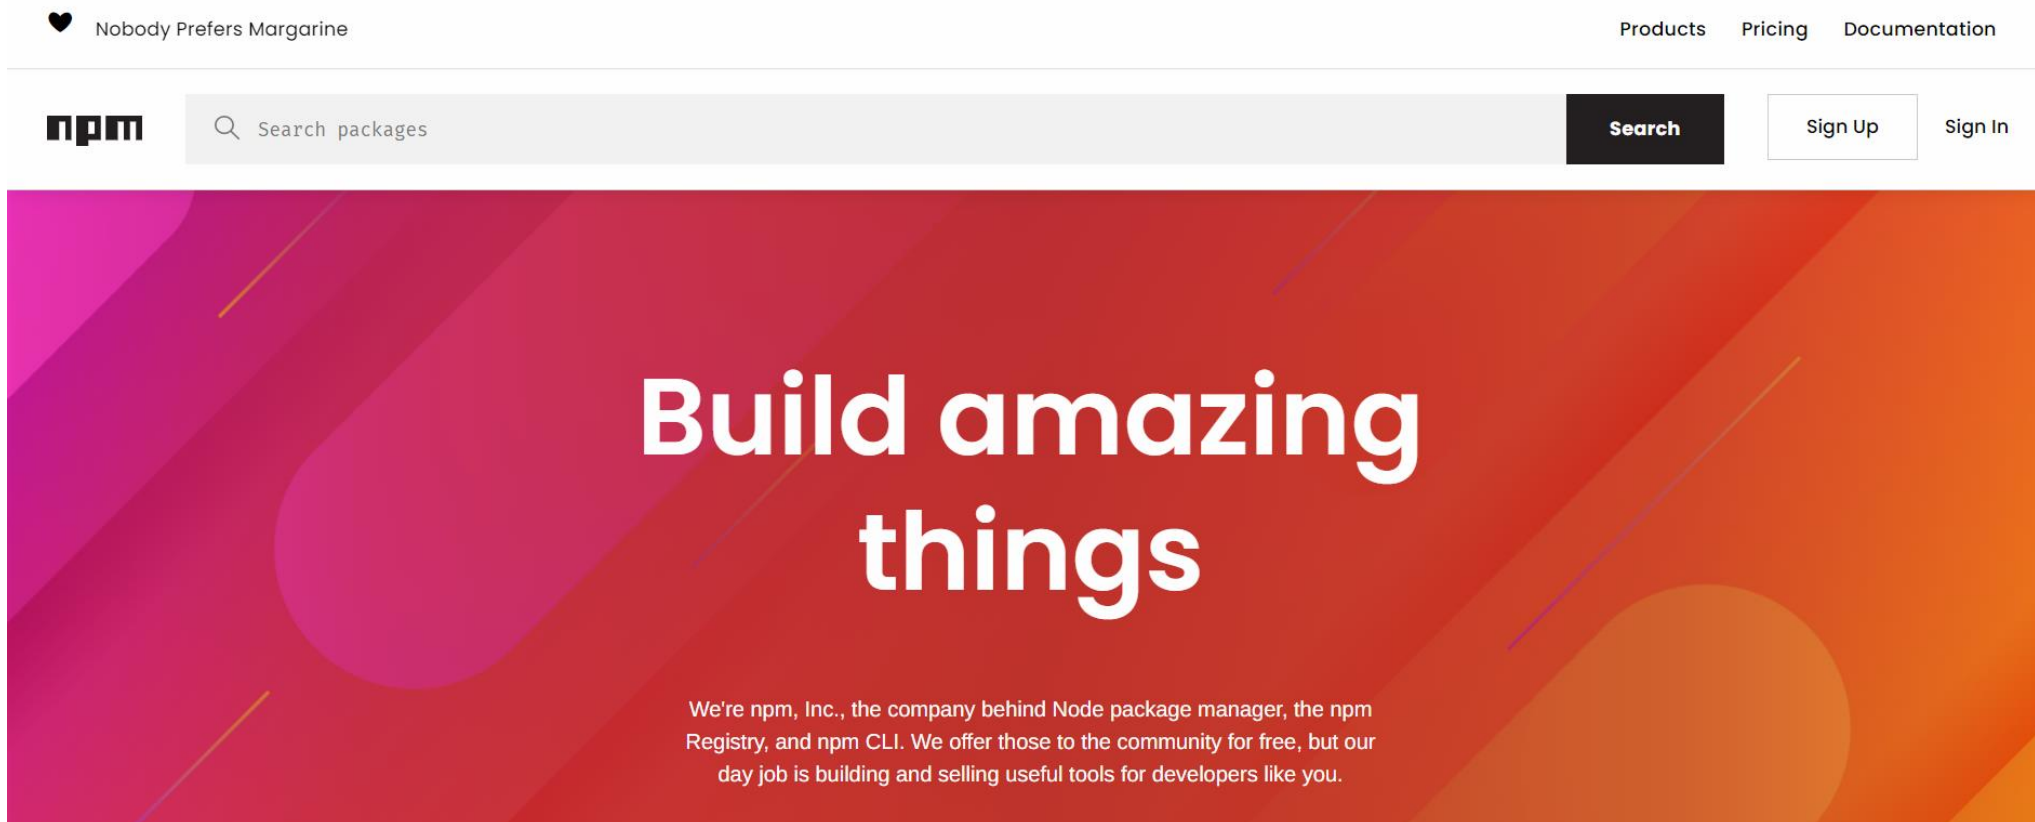 Nobody Prefers Margarine
Products Pricing Documentation
npm
Search packages
Search
Sign Up
Sign In
Build amazing
things
We're npm, Inc., the company behind Node package manager, the npm
Registry, and npm CLI. We offer those to the community for free, but our
day job is building and selling useful tools for developers like you.